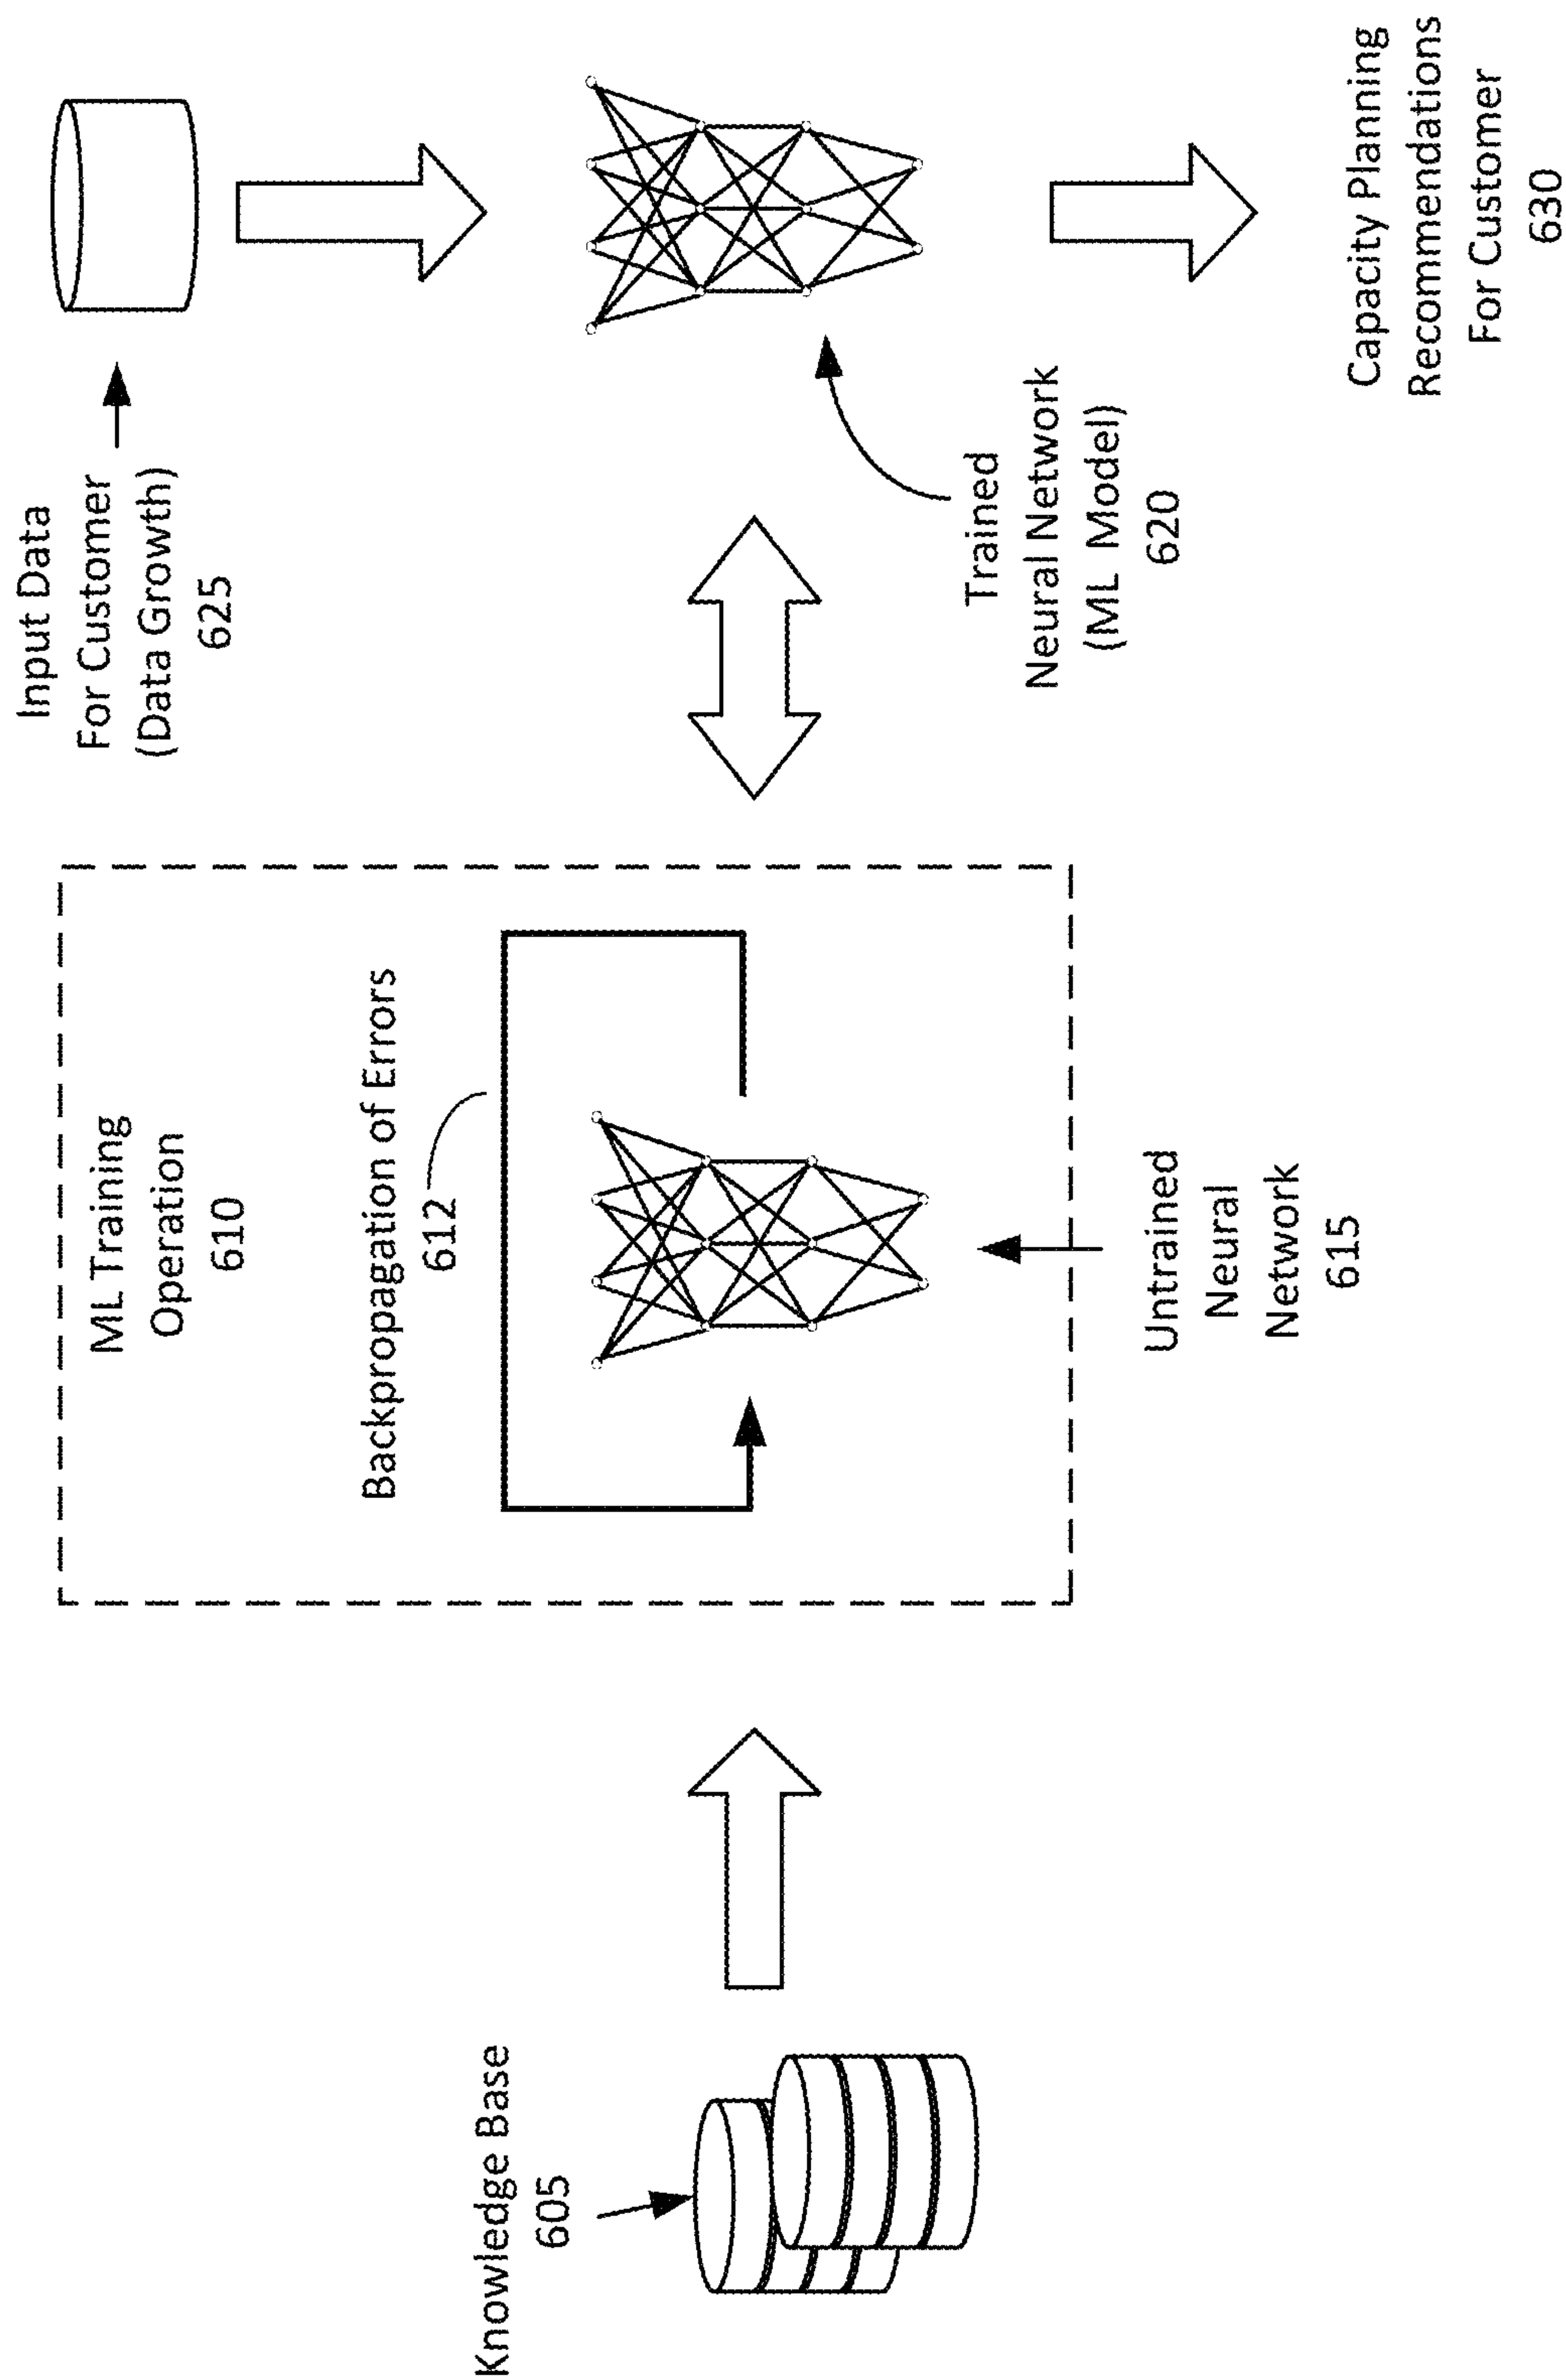 Knowledge Base
605
ML Training
Operation
610
Backpropagation of Errors
612
Untrained
Neural
Network
615
Input Data
For Customer
(Data Growth)
625
Trained
Neural Network
(ML Model)
620
Capacity Planning
Recommendations
For Customer
630